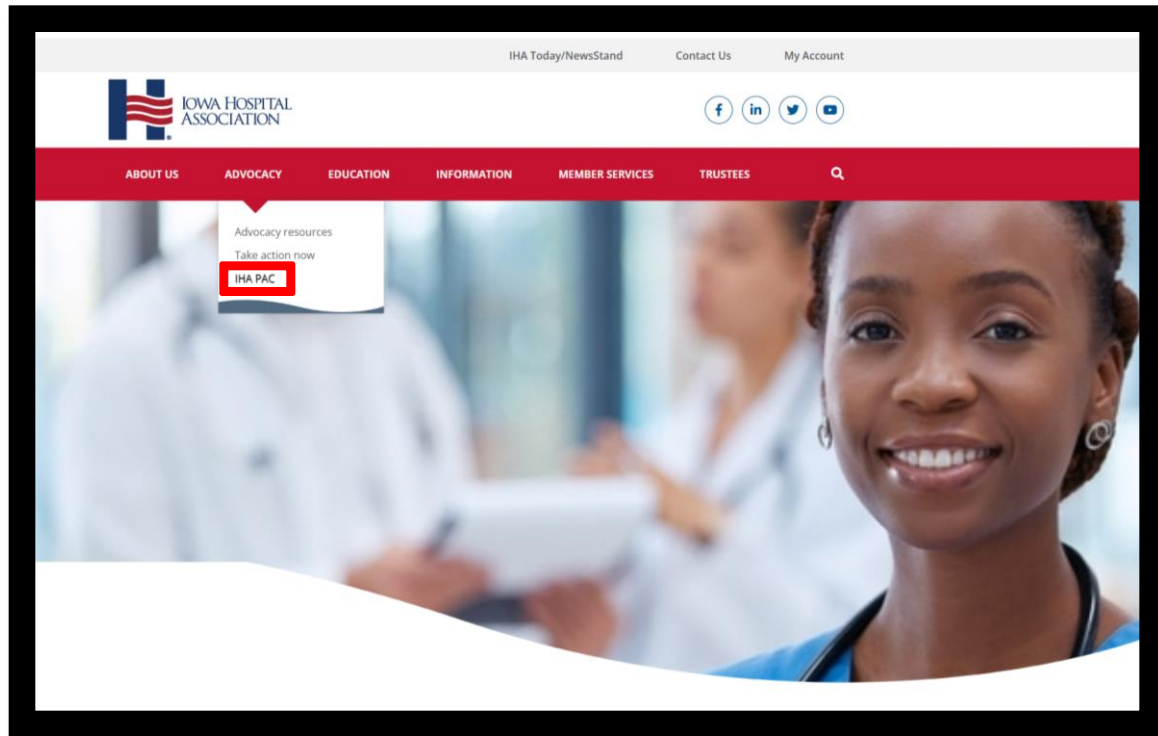 IHA Today/NewsStand Contact Us My Account
IOWA HOSPITAL
ASSOCIATION
ABOUT US ADVOCACY EDUCATION INFORMATION MEMBER SERVICES TRUSTEES
Advocacy resources
Take action now
IHA PAC